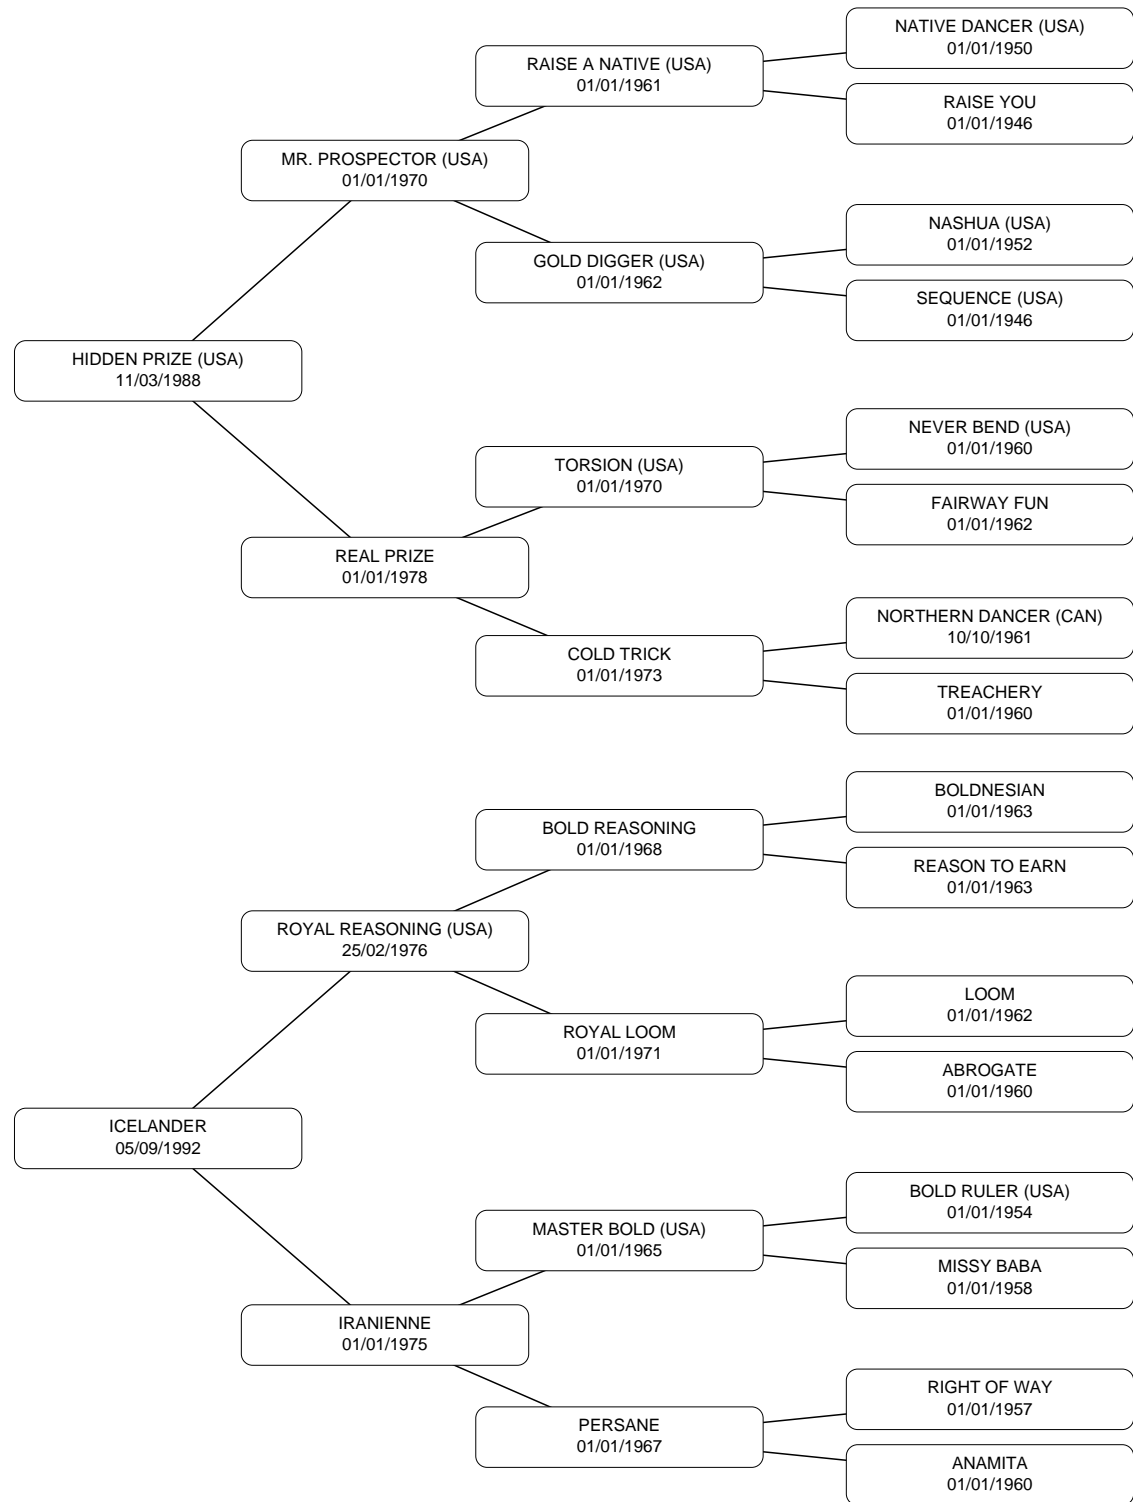 NATIVE DANCER (USA)
01/01/1950
RAISE A NATIVE (USA)
01/01/1961
RAISE YOU
01/01/1946
MR. PROSPECTOR (USA)
01/01/1970
NASHUA (USA)
01/01/1952
GOLD DIGGER (USA)
01/01/1962
SEQUENCE (USA)
01/01/1946
HIDDEN PRIZE (USA)
11/03/1988
NEVER BEND (USA)
01/01/1960
TORSION (USA)
01/01/1970
FAIRWAY FUN
01/01/1962
REAL PRIZE
01/01/1978
NORTHERN DANCER (CAN)
10/10/1961
COLD TRICK
01/01/1973
TREACHERY
01/01/1960
BOLDNESIAN
01/01/1963
BOLD REASONING
01/01/1968
REASON TO EARN
01/01/1963
ROYAL REASONING (USA)
25/02/1976
LOOM
01/01/1962
ROYAL LOOM
01/01/1971
ABROGATE
01/01/1960
ICELANDER
05/09/1992
BOLD RULER (USA)
01/01/1954
MASTER BOLD (USA)
01/01/1965
MISSY BABA
01/01/1958
IRANIENNE
01/01/1975
RIGHT OF WAY
01/01/1957
PERSANE
01/01/1967
ANAMITA
01/01/1960